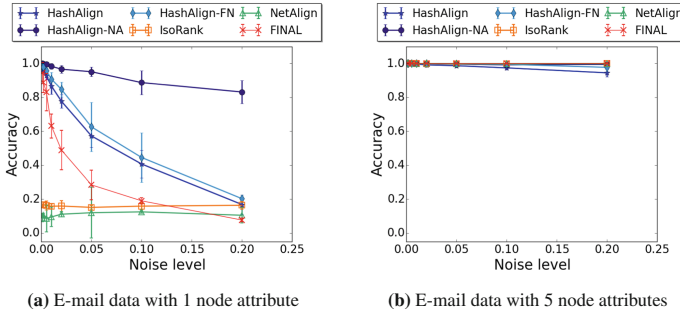 HashAlign HashAlign-FN NetAlign
HashAlign-NA IsoRank FINAL
1.0
0.8
0.6
0.4
0.2
0.0
Accuracy
0.00 0.05 0.10 0.15 0.20 0.25
Noise level
(a) E-mail data with 1 node attribute
HashAlign HashAlign-FN NetAlign
HashAlign-NA IsoRank FINAL
1.0
0.8
0.6
0.4
0.2
0.0
Accuracy
0.00 0.05 0.10 0.15 0.20 0.25
Noise level
(b) E-mail data with 5 node attributes